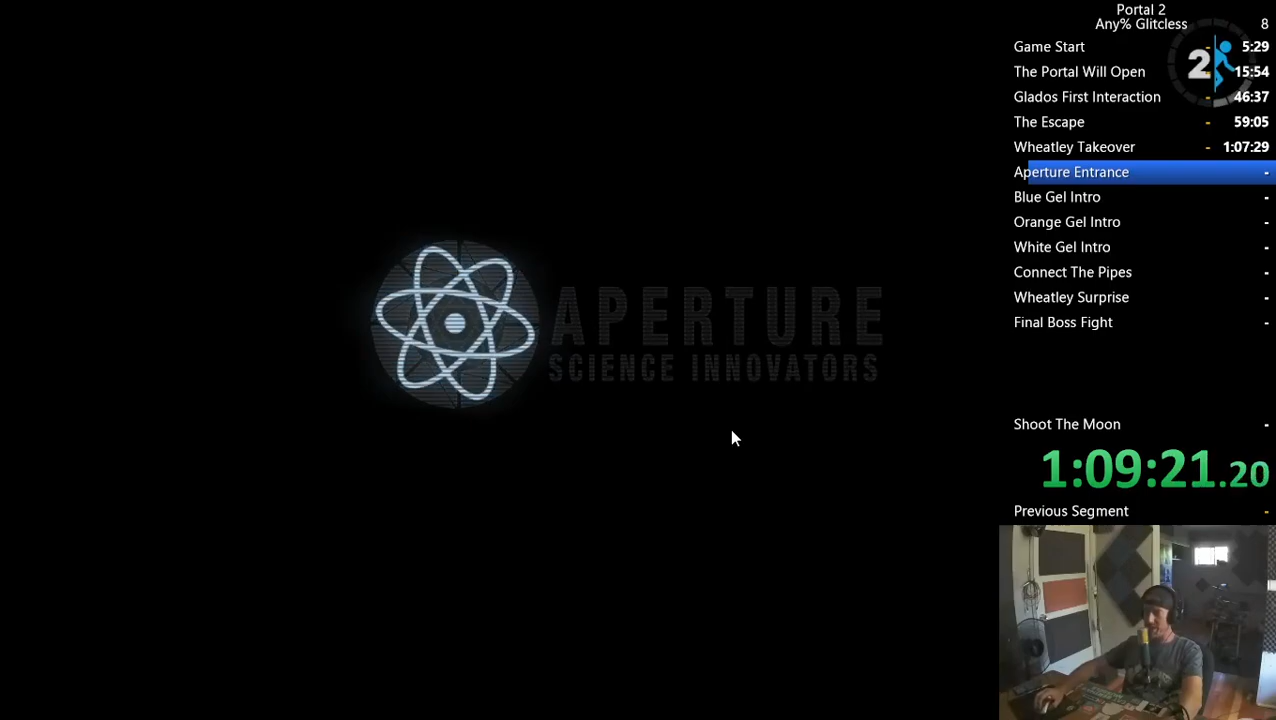 Portal 2
Any% Glitcless 8
Game Start - 5:29
The Portal Will Open - 15:54
Glados First Interaction - 46:37
The Escape - 59:05
Wheatley Takeover - 1:07:29
Aperture Entrance -
Blue Gel Intro -
Orange Gel Intro -
White Gel Intro -
Connect The Pipes -
Wheatley Surprise -
Final Boss Fight -
Shoot The Moon -
1:09:21.20
Previous Segment -
2
APERTURE
SCIENCE INNOVATORS